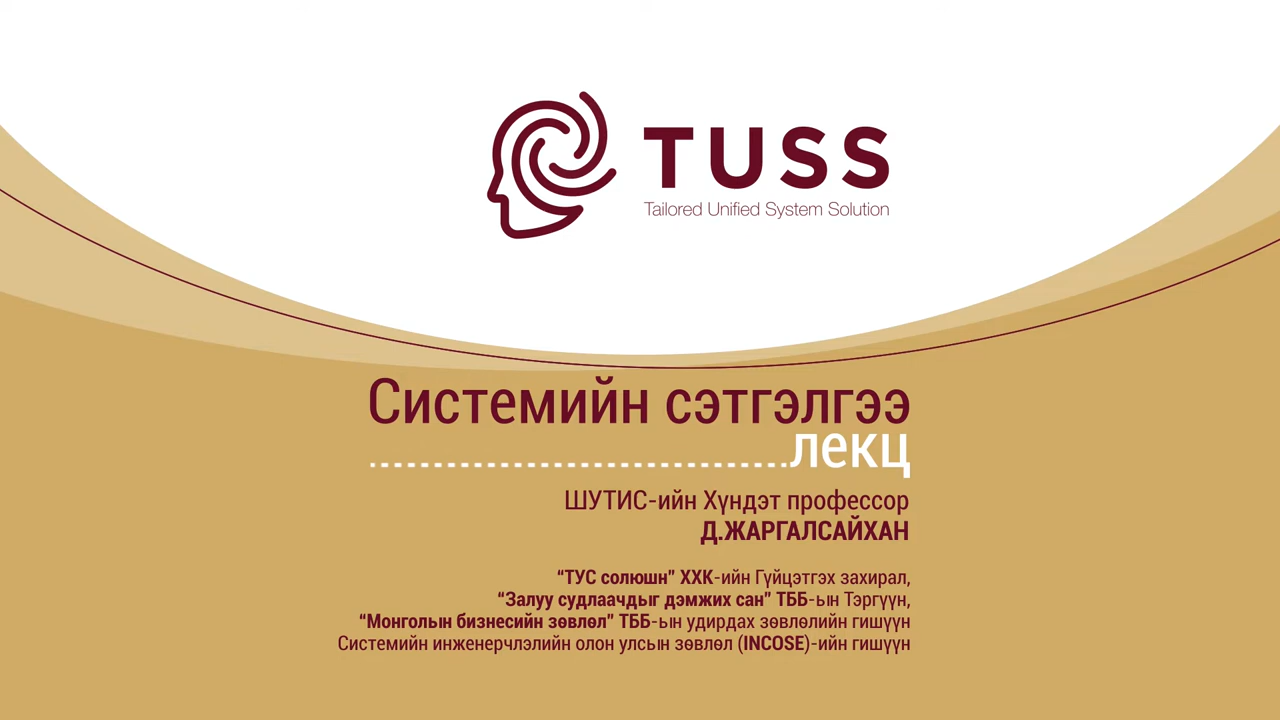 TUSS
Tailored Unified System Solution
Системийн сэтгэлгээ
................................лекц
ШУТИС-ийн Хүндэт профессор
Д.ЖАРГАЛСАЙХАН
“ТУС солюшн” ХХК-ийн Гүйцэтгэх захирал,
“Залуу судлаачдыг дэмжих сан” ТББ-ын Тэргүүн,
“Монголын бизнесийн зөвлөл” ТББ-ын удирдах зөвлөлийн гишүүн
Системийн инженерчлэлийн олон улсын зөвлөл (INCOSE)-ийн гишүүн